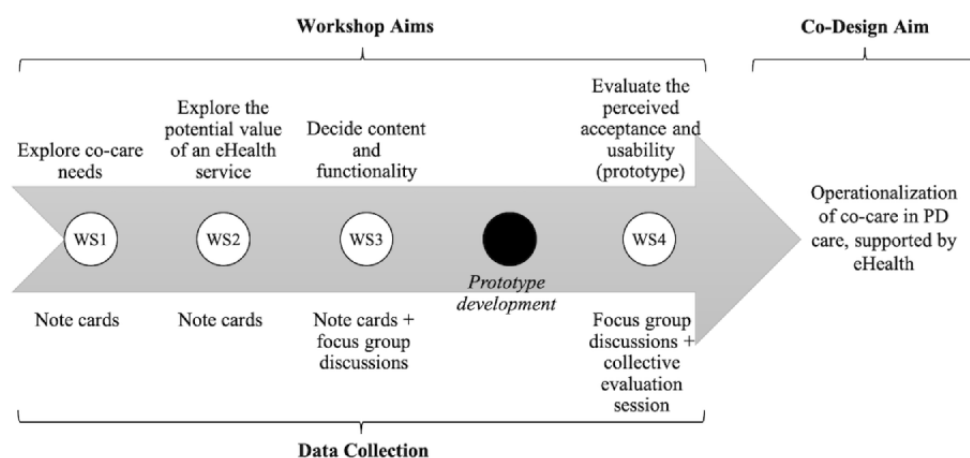 Workshop Aims
Co-Design Aim
Explore co-care
needs
Explore the
potential value
of an eHealth
service
Decide content
and
functionality
Evaluate the
perceived
acceptance and
usability
(prototype)
WS1
WS2
WS3
Prototype
development
WS4
Operationalization
of co-care in PD
care, supported by
eHealth
Note cards
Note cards
Note cards +
focus group
discussions
Focus group
discussions +
collective
evaluation
session
Data Collection